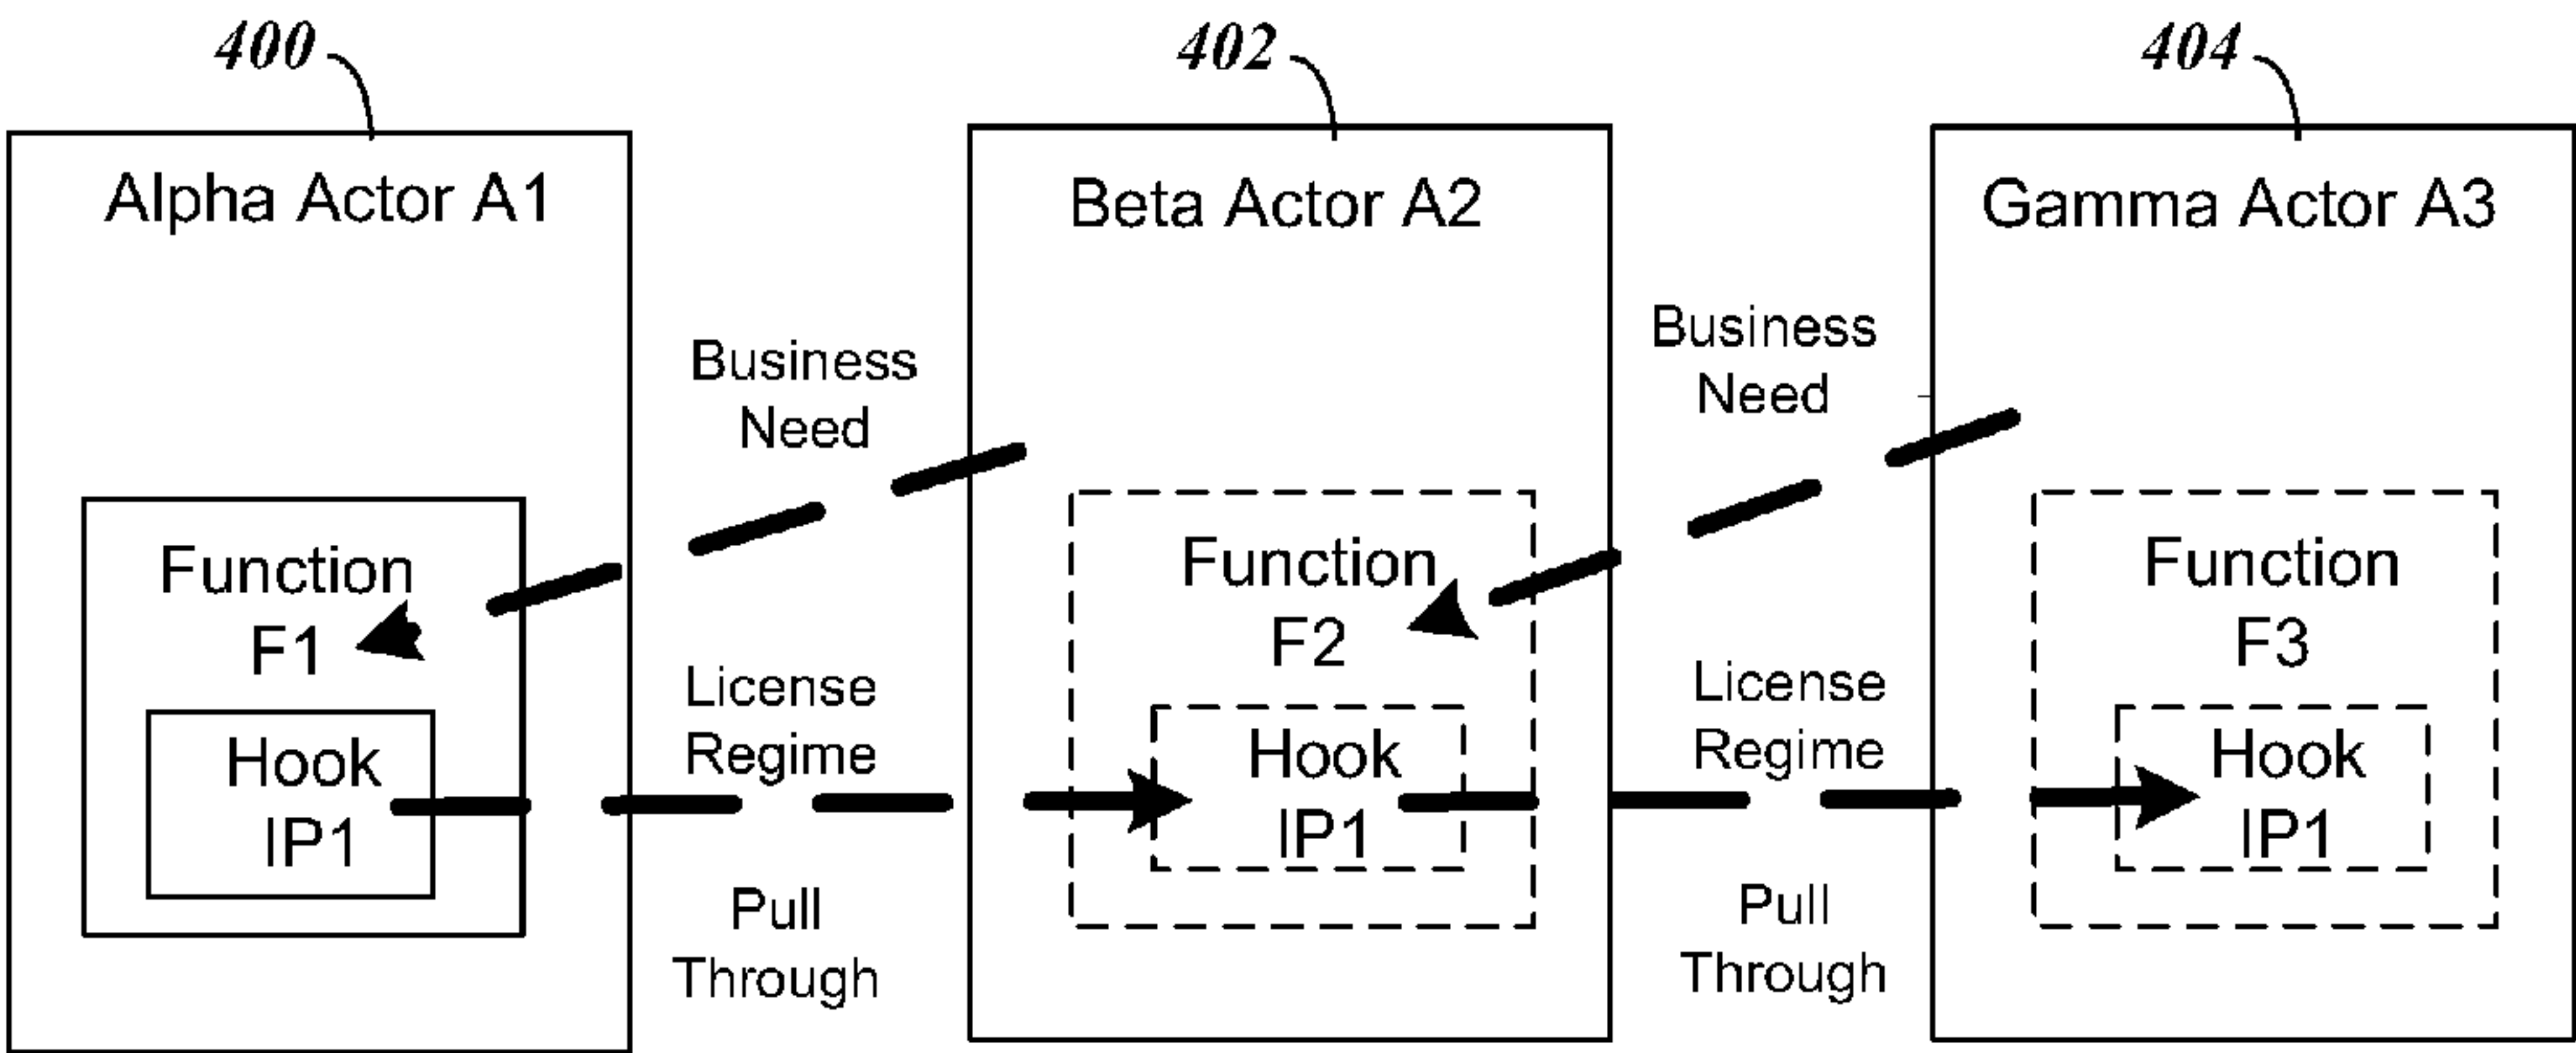 400
402
404
Alpha Actor A1
Beta Actor A2
Gamma Actor A3
Business
Need
Business
Need
Function
F1
Function
F2
Function
F3
License
Regime
License
Regime
Hook
IP1
Hook
IP1
Hook
IP1
Pull
Through
Pull
Through